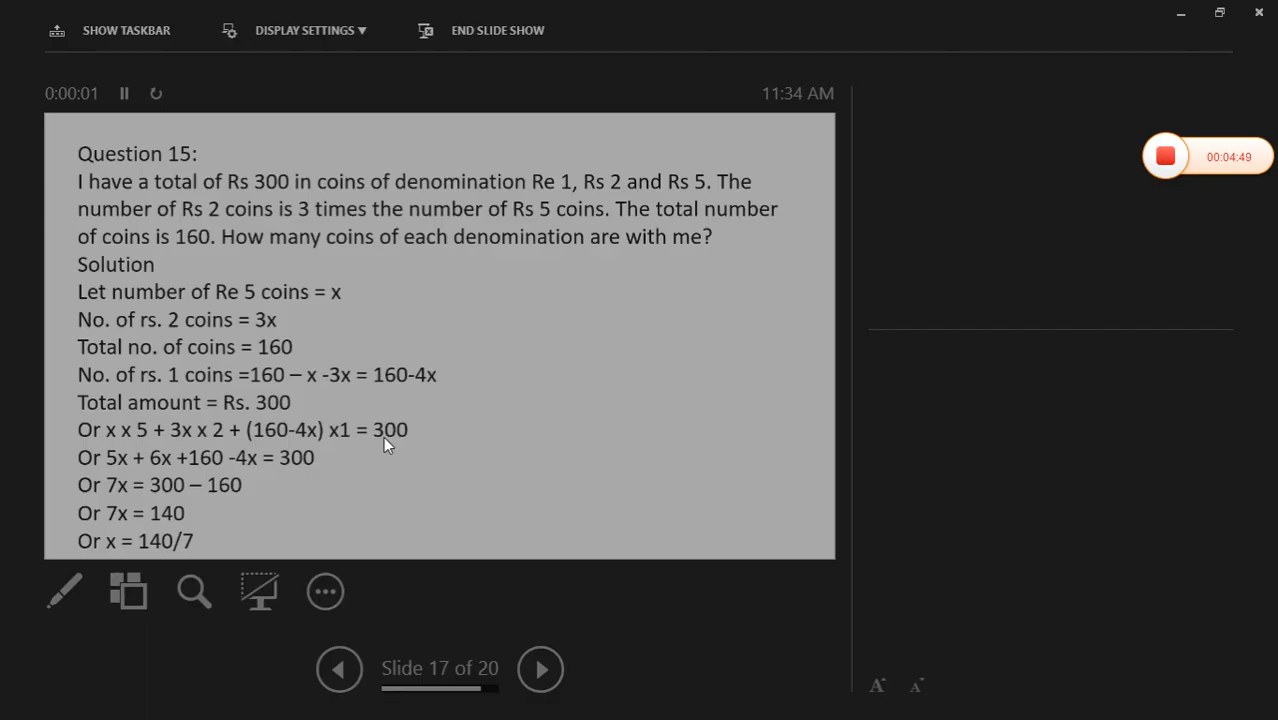 SHOW TASKBAR
DISPLAY SETTINGS ▼
END SLIDE SHOW
0:00:01
11:34 AM
00:04:49
Question 15:
I have a total of Rs 300 in coins of denomination Re 1, Rs 2 and Rs 5. The
number of Rs 2 coins is 3 times the number of Rs 5 coins. The total number
of coins is 160. How many coins of each denomination are with me?
Solution
Let number of Re 5 coins = x
No. of rs. 2 coins = 3x
Total no. of coins = 160
No. of rs. 1 coins =160 – x -3x = 160-4x
Total amount = Rs. 300
Or x x 5 + 3x x 2 + (160-4x) x1 = 300
Or 5x + 6x +160 -4x = 300
Or 7x = 300 – 160
Or 7x = 140
Or x = 140/7
Slide 17 of 20
A A